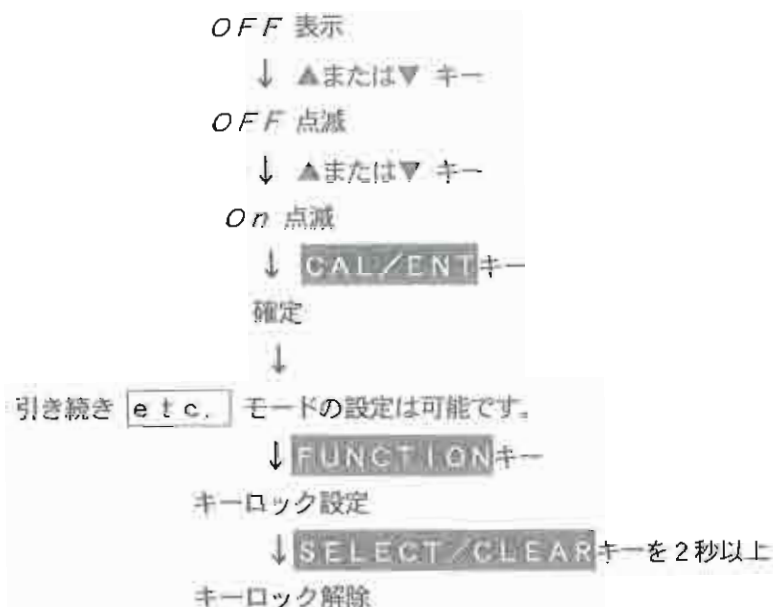 OFF 表示
↓ ▲または▼ キー
OFF 点滅
↓ ▲または▼ キー
On 点滅
↓ CAL/ENTキー
確定
↓
引き続き etc. モードの設定は可能です。
↓ FUNCTIONキー
キーロック設定
↓ SELECT/CLEARキーを2秒以上
キーロック解除